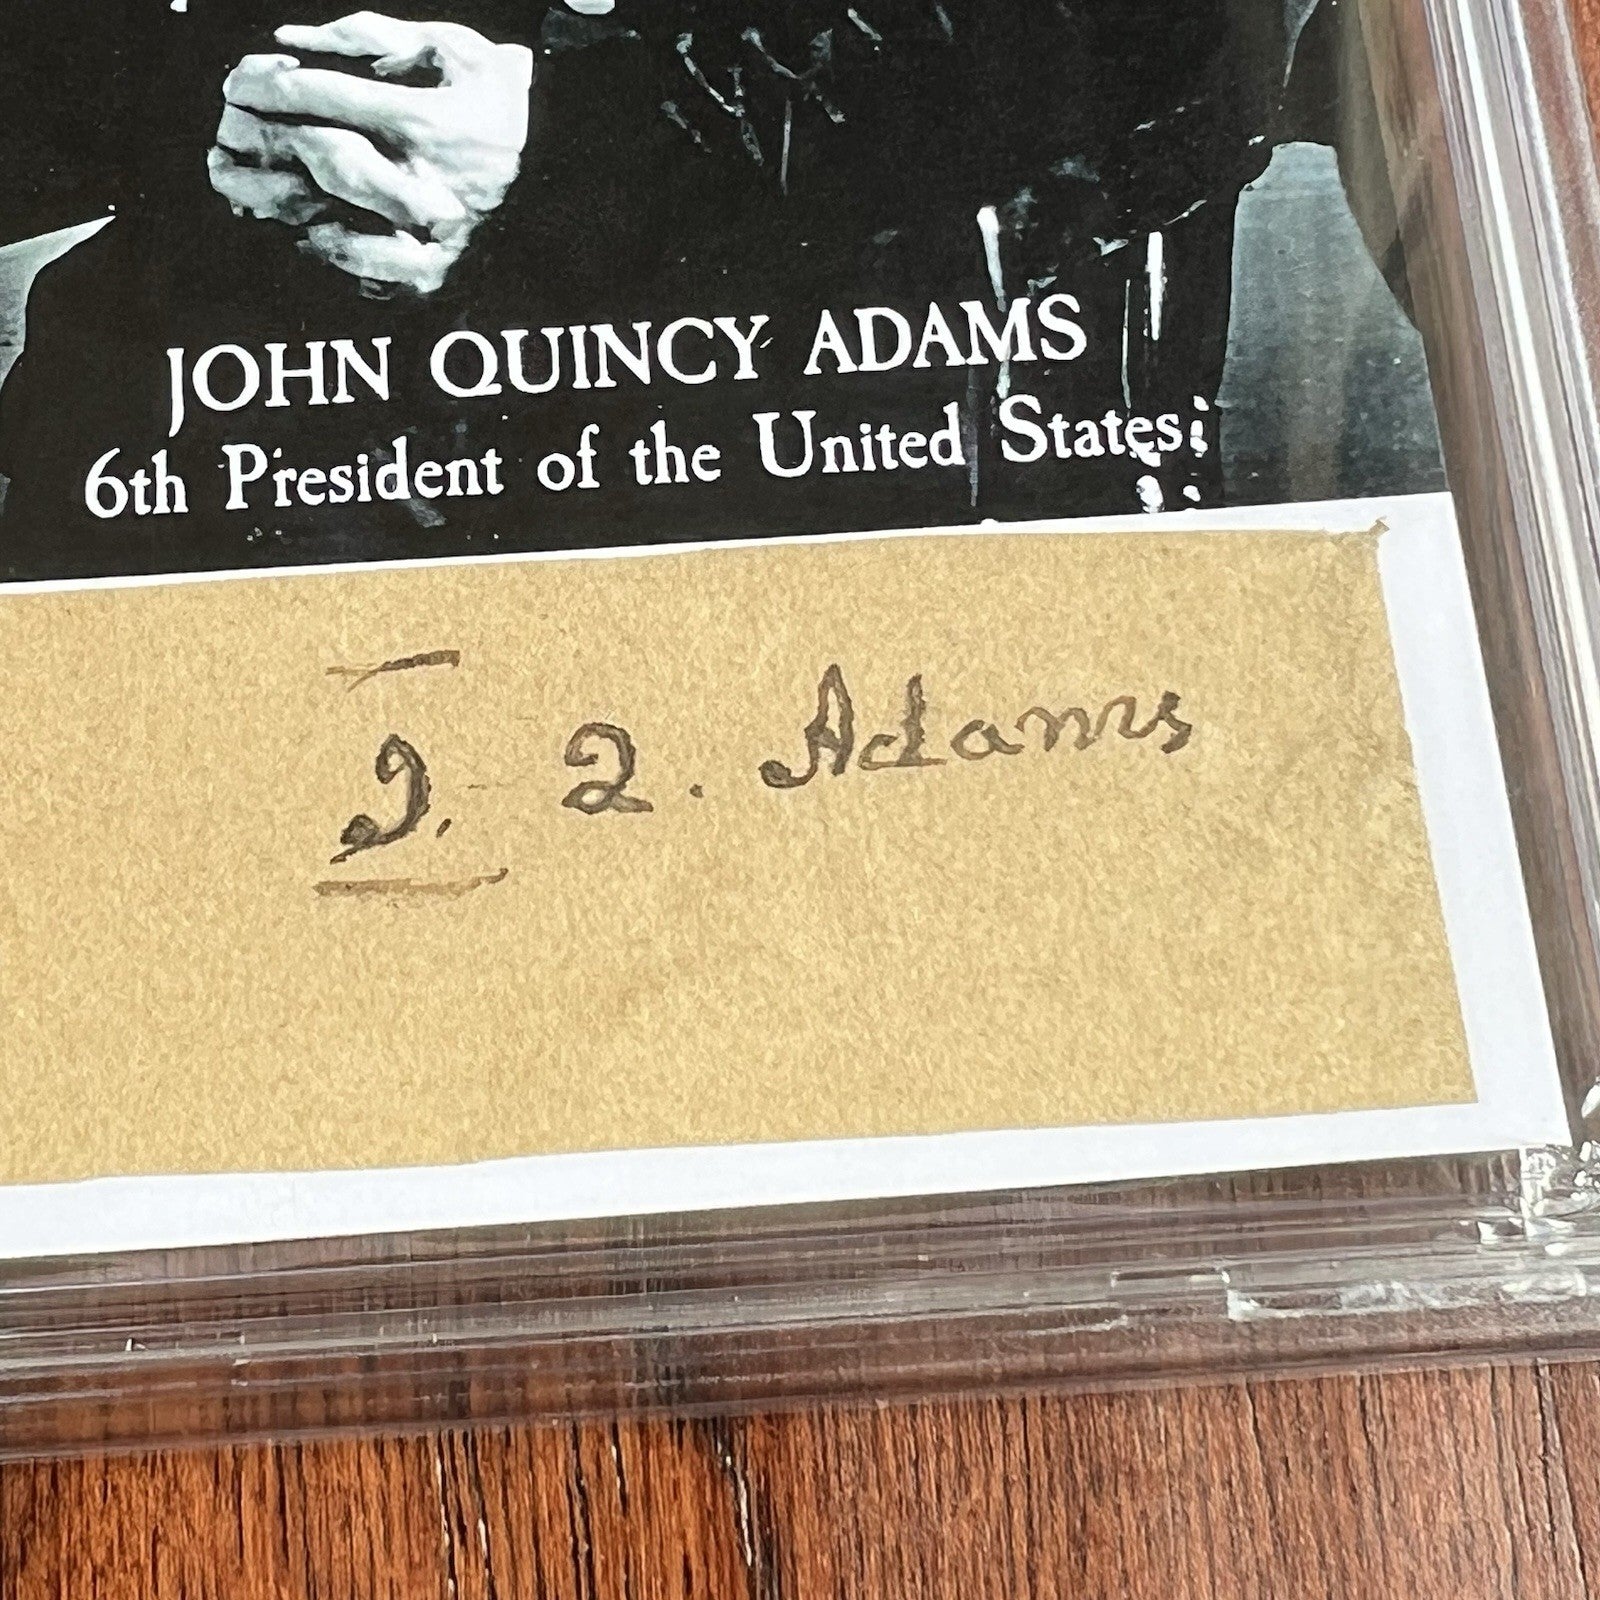 JOHN QUINCY ADAMS
6th President of the United States
J. Q. Adams